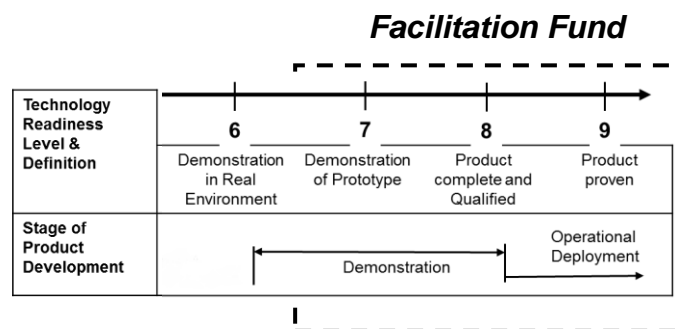 Facilitation Fund
Technology
Readiness
Level &
Definition
6 7 8 9
Demonstration
in Real
Environment
Demonstration
of Prototype
Product
complete and
Qualified
Product
proven
Stage of
Product
Development
Demonstration
Operational
Deployment